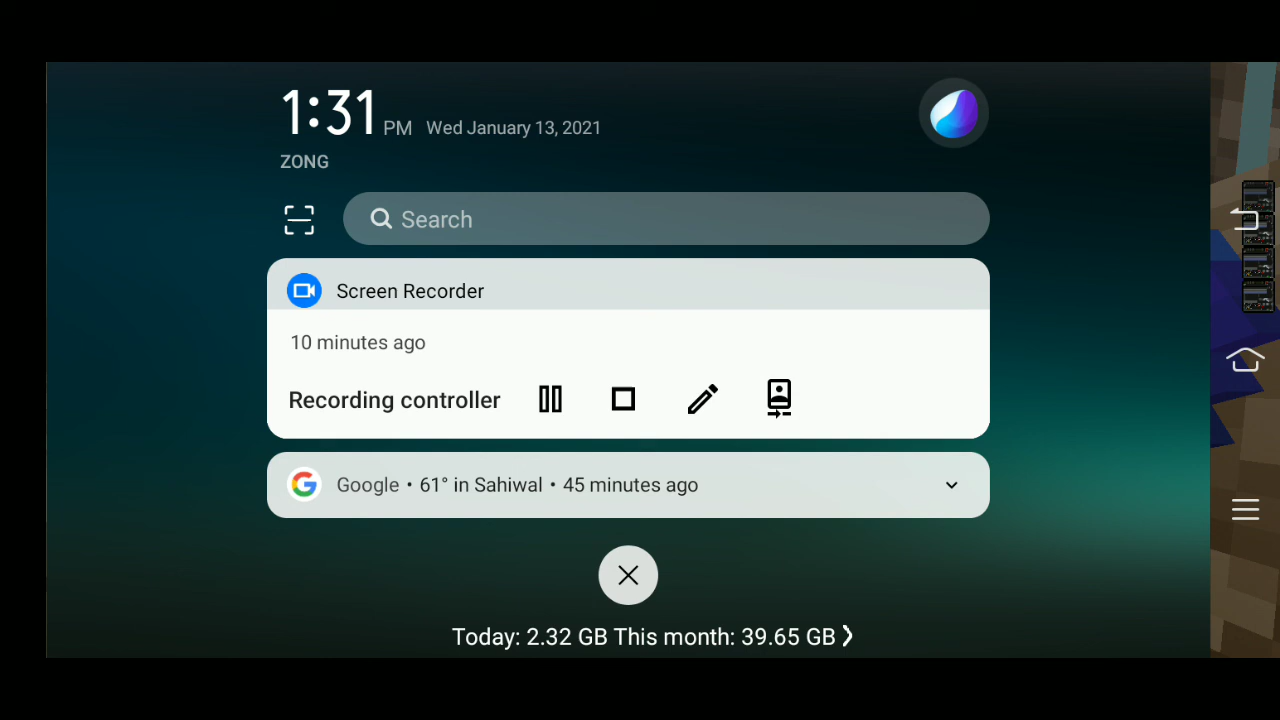 1:31 PM Wed January 13, 2021
ZONG
Search
Screen Recorder
10 minutes ago
Recording controller
Google • 61° in Sahiwal • 45 minutes ago
Today: 2.32 GB This month: 39.65 GB